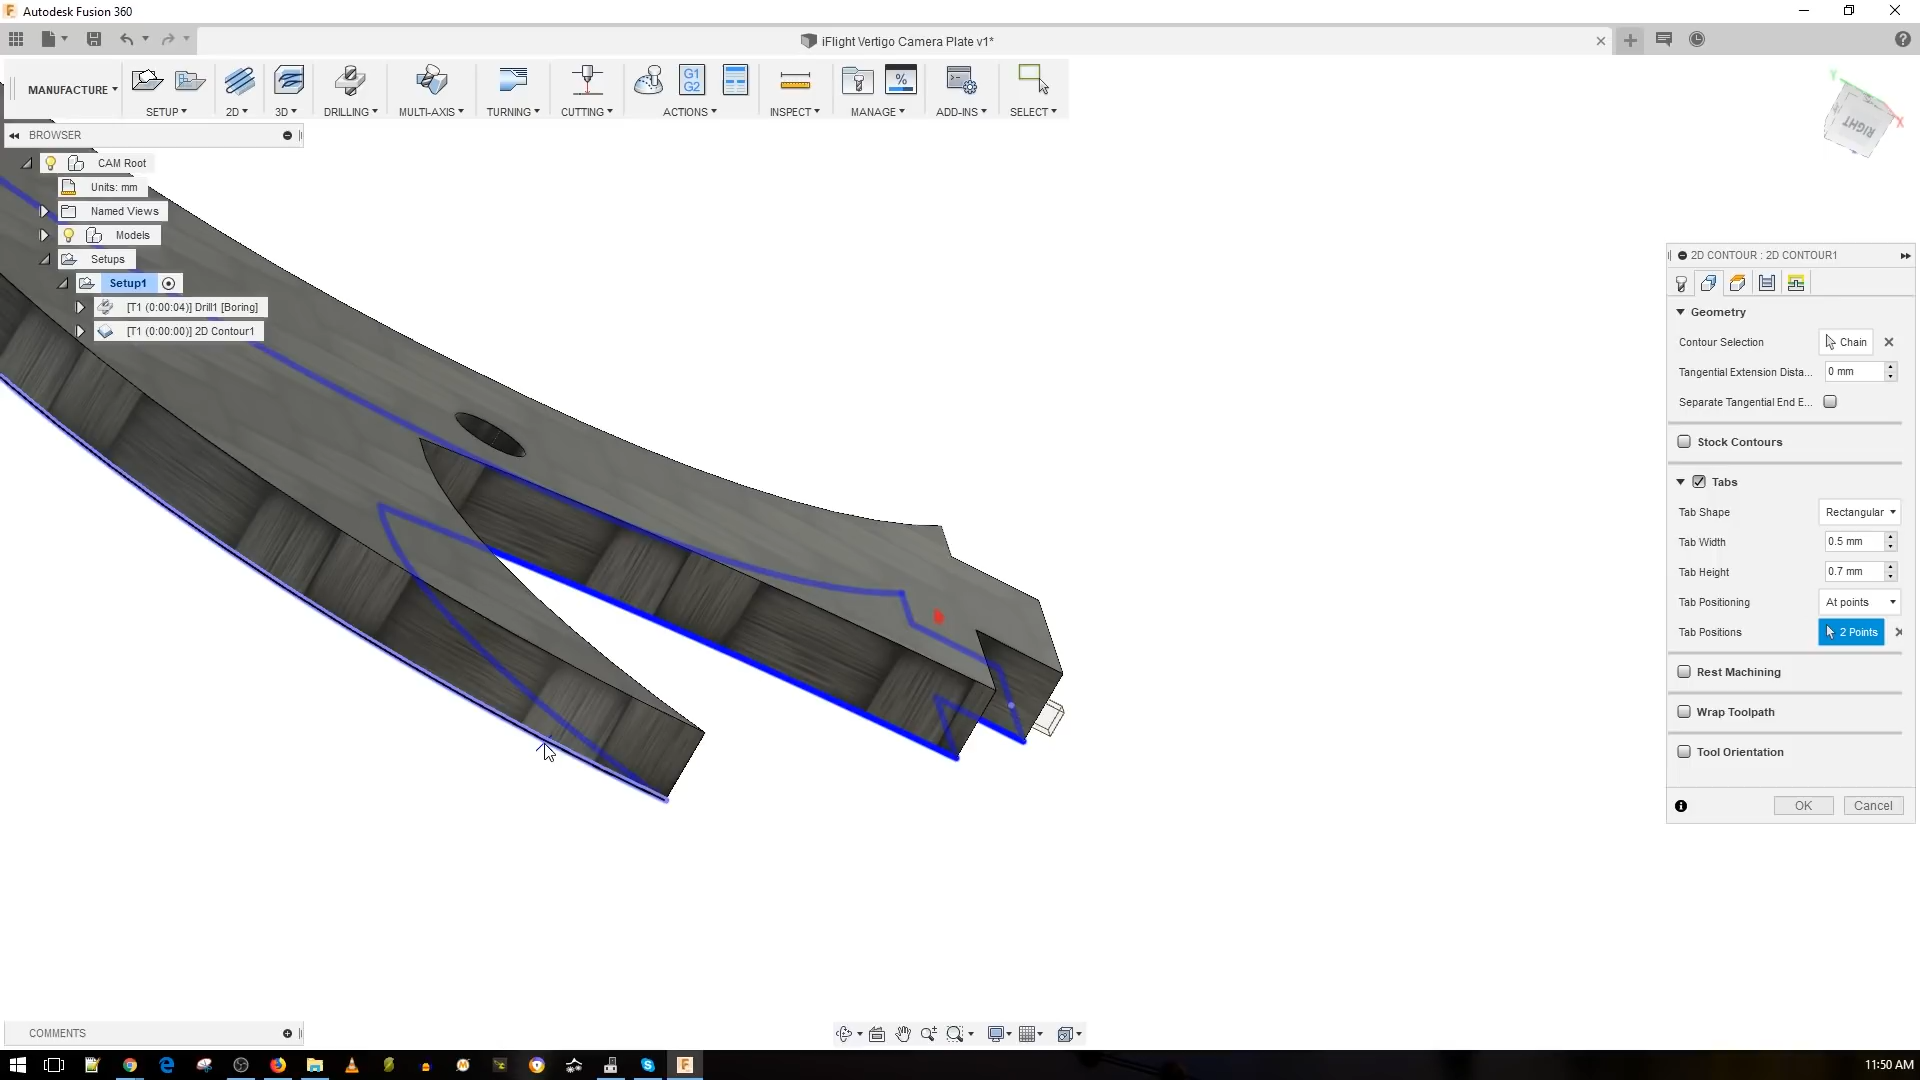 Autodesk Fusion 360
iFlight Vertigo Camera Plate v1*
MANUFACTURE
G1
G2
%
SETUP
2D
3D
DRILLING
MULTI-AXIS
TURNING
CUTTING
ACTIONS
INSPECT
MANAGE
ADD-INS
SELECT
RIGHT
Y
X
BROWSER
CAM Root
Units: mm
Named Views
Models
Setups
Setup1
[T1 (0:00:04)] Drill1 [Boring]
[T1 (0:00:00)] 2D Contour1
2D CONTOUR : 2D CONTOUR1
Geometry
Contour Selection Chain
Tangential Extension Dista... 0 mm
Separate Tangential End E...
Stock Contours
Tabs
Tab Shape Rectangular
Tab Width 0.5 mm
Tab Height 0.7 mm
Tab Positioning At points
Tab Positions 2 Points
Rest Machining
Wrap Toolpath
Tool Orientation
OK Cancel
COMMENTS
11:50 AM